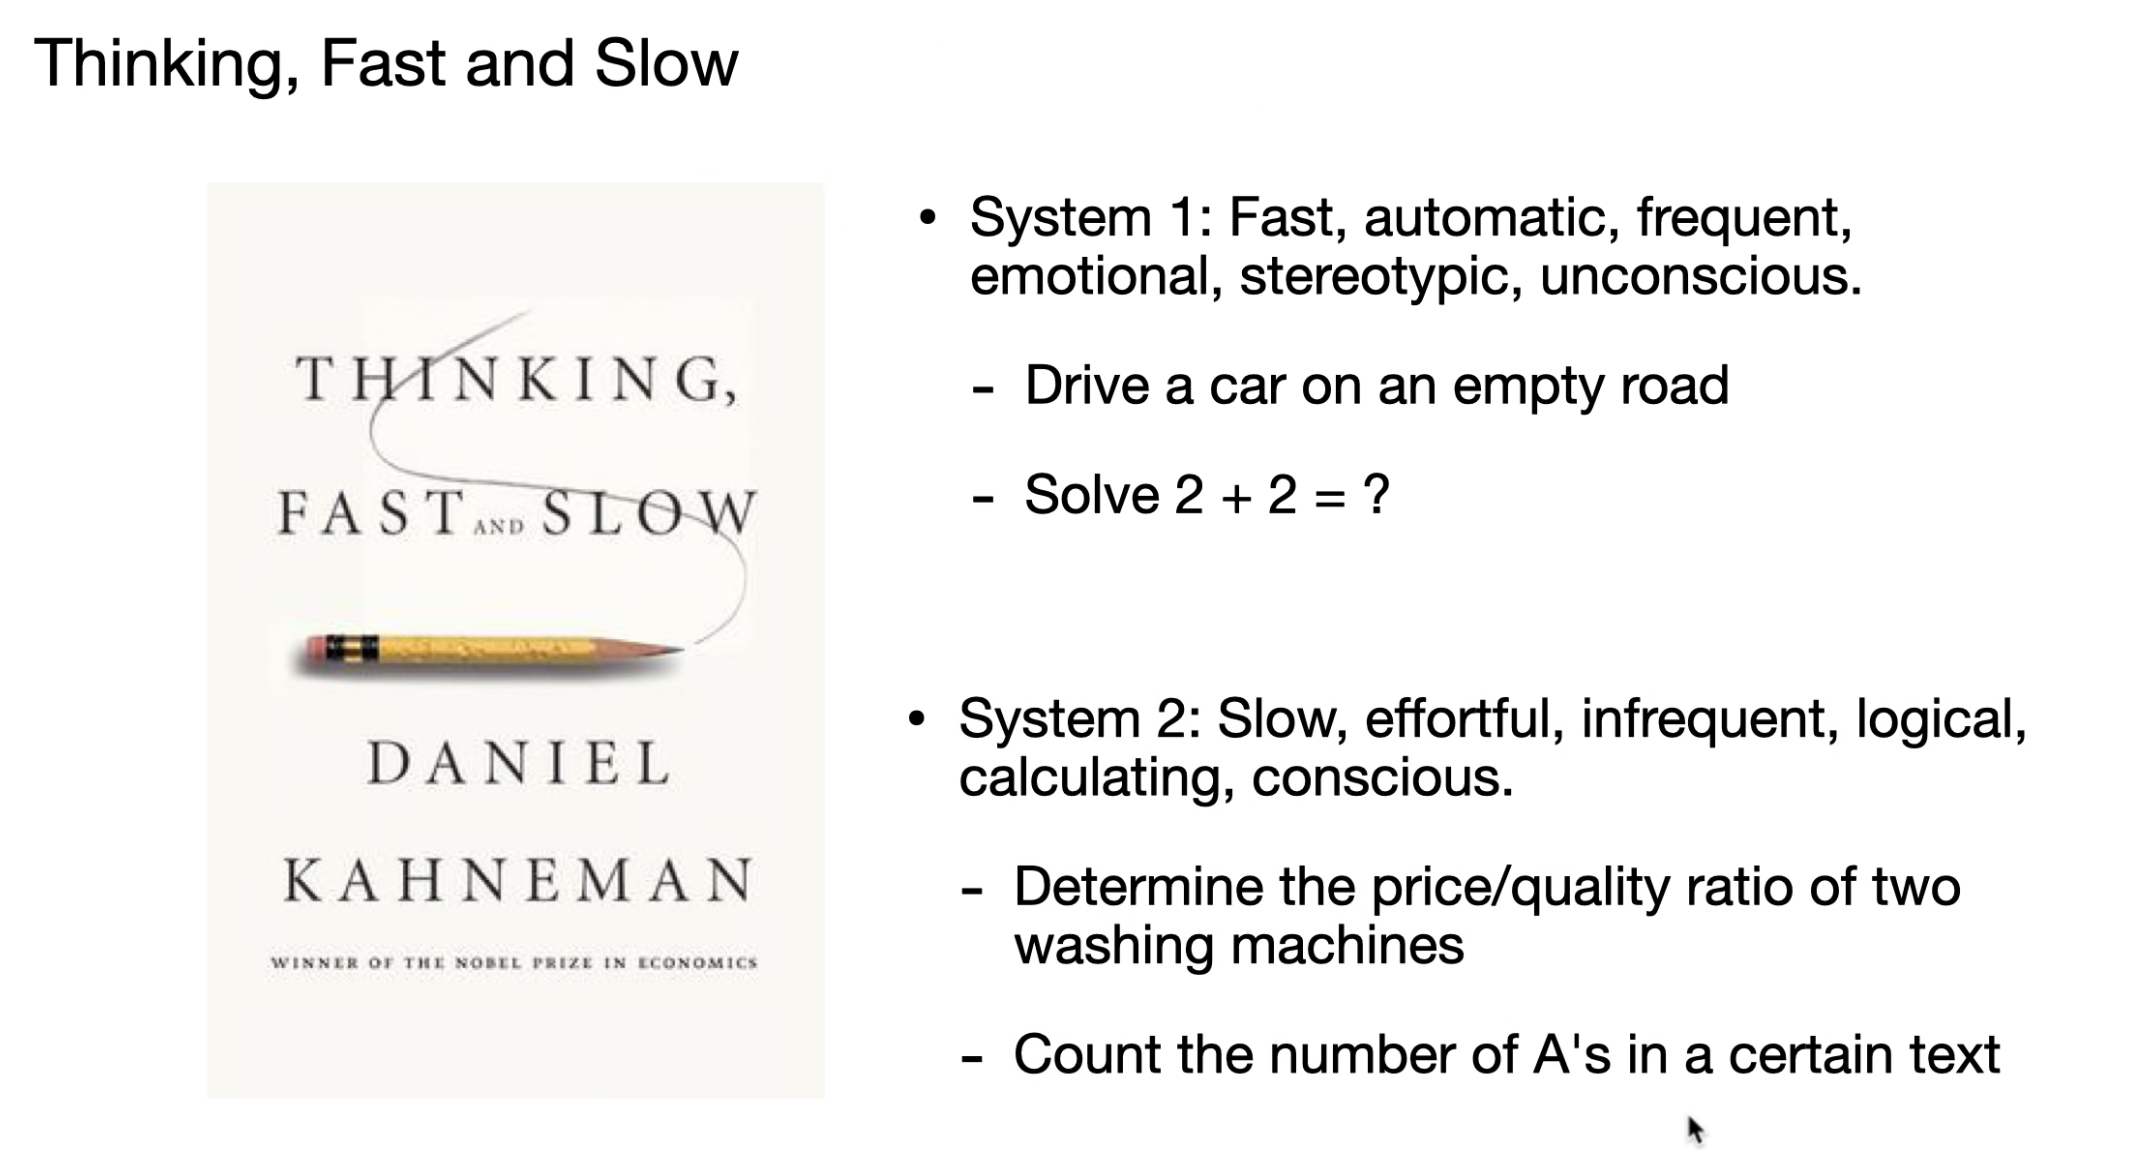 Thinking, Fast and Slow
THINKING,
FAST AND SLOW
DANIEL
KAHNEMAN
WINNER OF THE NOBEL PRIZE IN ECONOMICS
• System 1: Fast, automatic, frequent,
emotional, stereotypic, unconscious.
- Drive a car on an empty road
- Solve 2 + 2 = ?
• System 2: Slow, effortful, infrequent, logical,
calculating, conscious.
- Determine the price/quality ratio of two
washing machines
- Count the number of A's in a certain text